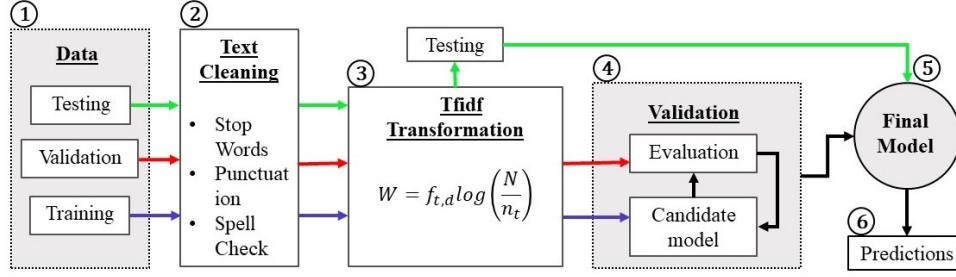 ①
Data
Testing
Validation
Training
②
Text
Cleaning
• Stop
Words
• Punctuat
ion
• Spell
Check
③
Tfidf
Transformation
W = f_{t,d} log (N / n_t)
Testing
④
Validation
Evaluation
Candidate
model
⑤
Final
Model
⑥
Predictions